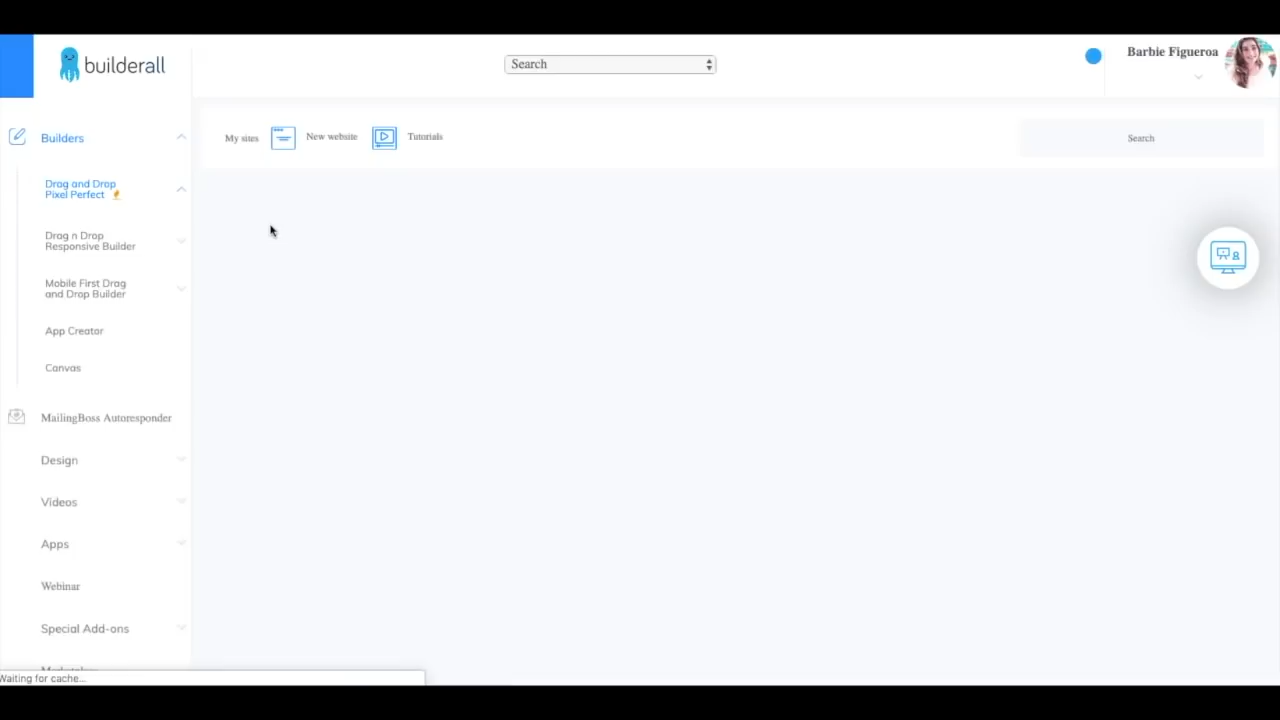 builderall
Search
Barbie Figueroa
Builders
My sites
New website
Tutorials
Search
Drag and Drop
Pixel Perfect
Drag n Drop
Responsive Builder
Mobile First Drag
and Drop Builder
App Creator
Canvas
MailingBoss Autoresponder
Design
Videos
Apps
Webinar
Special Add-ons
Waiting for cache...